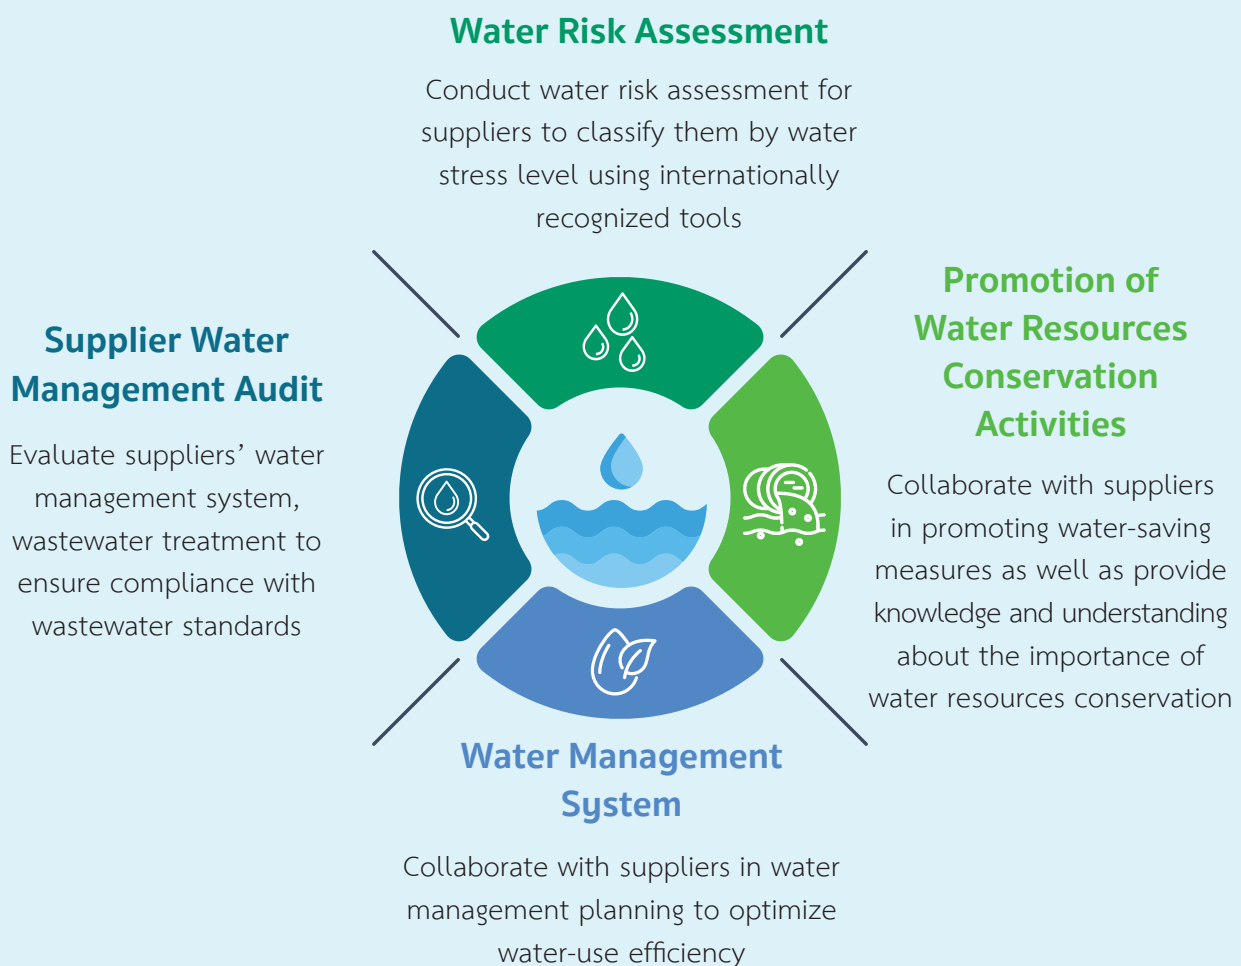 Water Risk Assessment
Conduct water risk assessment for
suppliers to classify them by water
stress level using internationally
recognized tools
Promotion of
Water Resources
Conservation
Activities
Collaborate with suppliers
in promoting water-saving
measures as well as provide
knowledge and understanding
about the importance of
water resources conservation
Water Management
System
Collaborate with suppliers in water
management planning to optimize
water-use efficiency
Supplier Water
Management Audit
Evaluate suppliers’ water
management system,
wastewater treatment to
ensure compliance with
wastewater standards